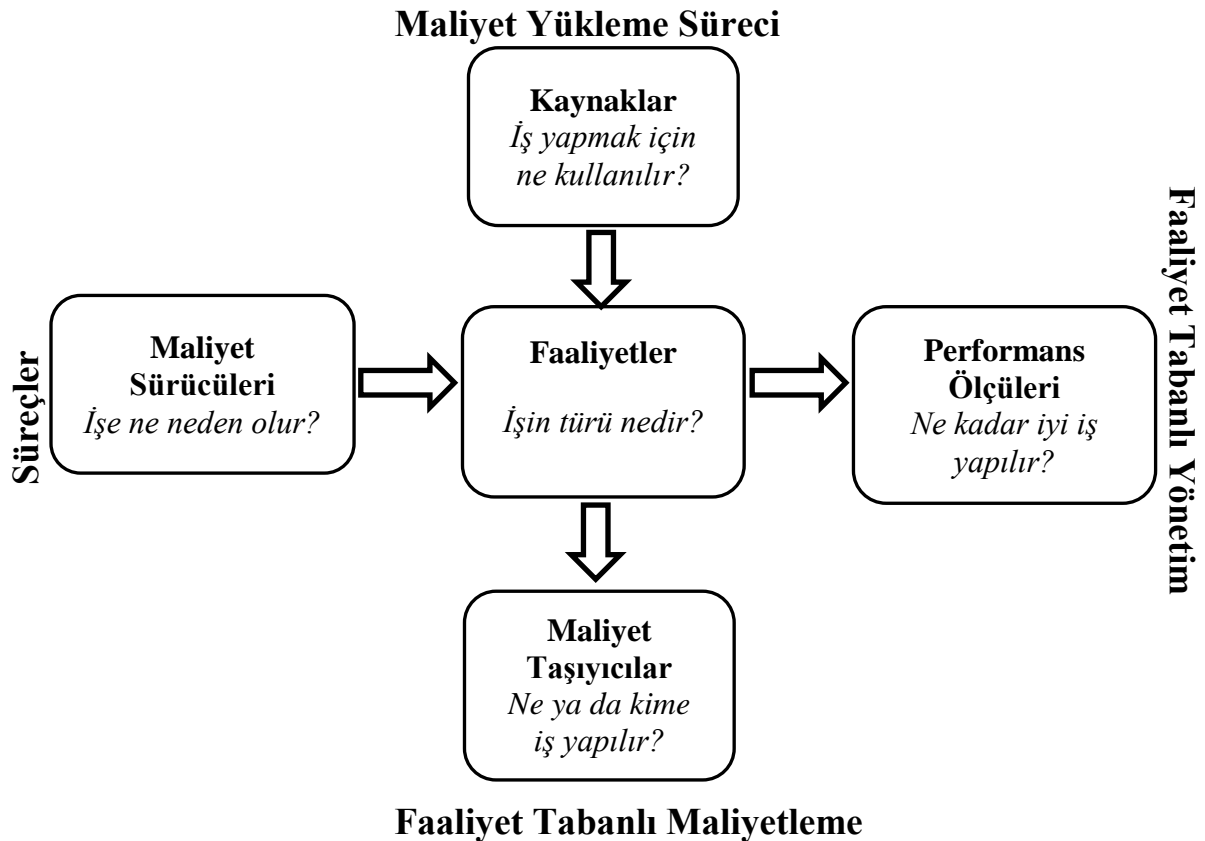 Maliyet Yükleme Süreci
Kaynaklar
İş yapmak için
ne kullanılır?
Süreçler
Maliyet
Sürücüleri
İşe ne neden olur?
Faaliyetler
İşin türü nedir?
Performans
Ölçüleri
Ne kadar iyi iş
yapılır?
Faaliyet Tabanlı Yönetim
Maliyet
Taşıyıcılar
Ne ya da kime
iş yapılır?
Faaliyet Tabanlı Maliyetleme